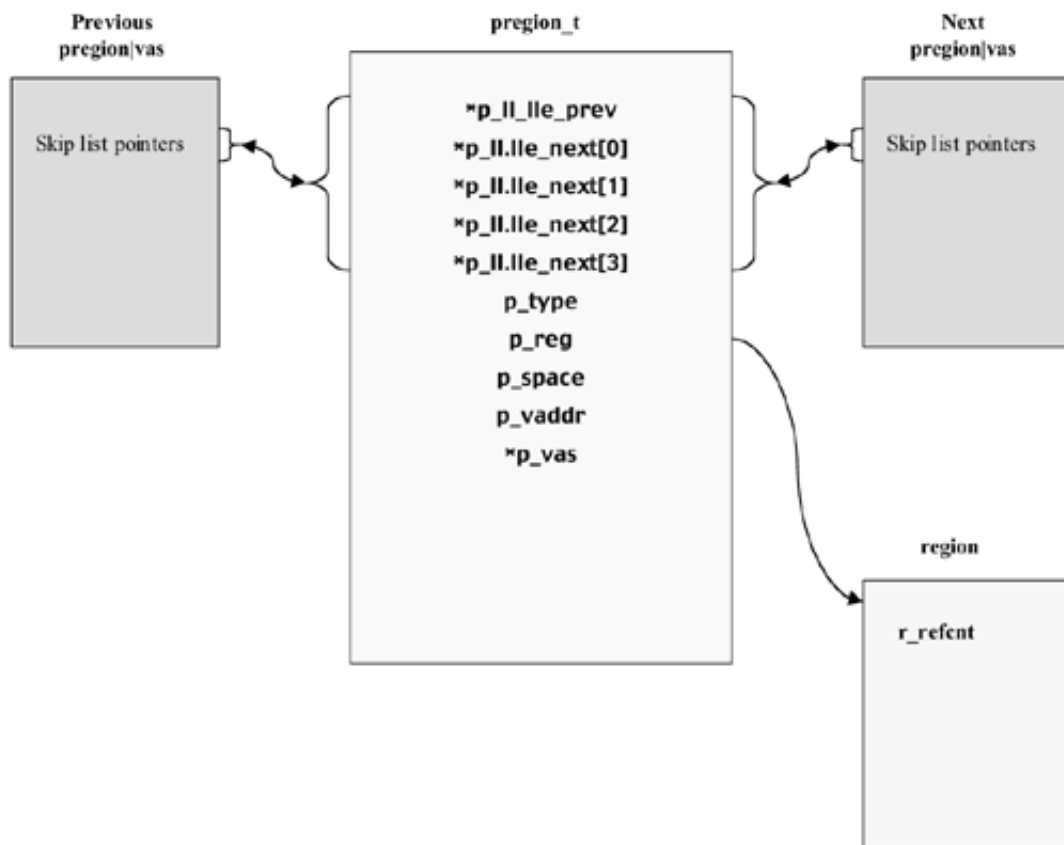 Previous
pregion|vas
Skip list pointers
pregion_t
*p_ll_lle_prev
*p_ll.lle_next[0]
*p_ll.lle_next[1]
*p_ll.lle_next[2]
*p_ll.lle_next[3]
p_type
p_reg
p_space
p_vaddr
*p_vas
Next
pregion|vas
Skip list pointers
region
r_refcnt